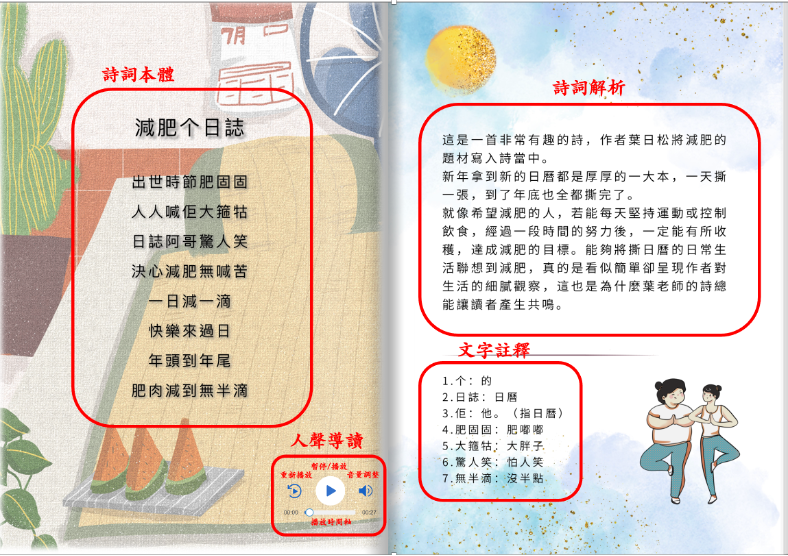 詩詞本體
減肥个日誌
出世時節肥固固
人人喊佢大箍牯
日誌阿哥驚人笑
決心減肥無喊苦
一日減一滴
快樂來過日
年頭到年尾
肥肉減到無半滴
人聲導讀
暫停/播放
重新播放
音量調整
00:00
00:27
播放時間軸
詩詞解析
這是一首非常有趣的詩，作者葉日松將減肥的
題材寫入詩當中。
新年拿到新的日曆都是厚厚的一大本，一天撕
一張，到了年底也全都撕完了。
就像希望減肥的人，若能每天堅持運動或控制
飲食，經過一段時間的努力後，一定能有所收
穫，達成減肥的目標。能夠將撕日曆的日常生
活聯想到減肥，真的是看似簡單卻呈現作者對
生活的細膩觀察，這也是為什麼葉老師的詩總
能讓讀者產生共鳴。
文字註釋
1.个：的
2.日誌：日曆
3.佢：他。（指日曆）
4.肥固固：肥嘟嘟
5.大箍牯：大胖子
6.驚人笑：怕人笑
7.無半滴：沒半點